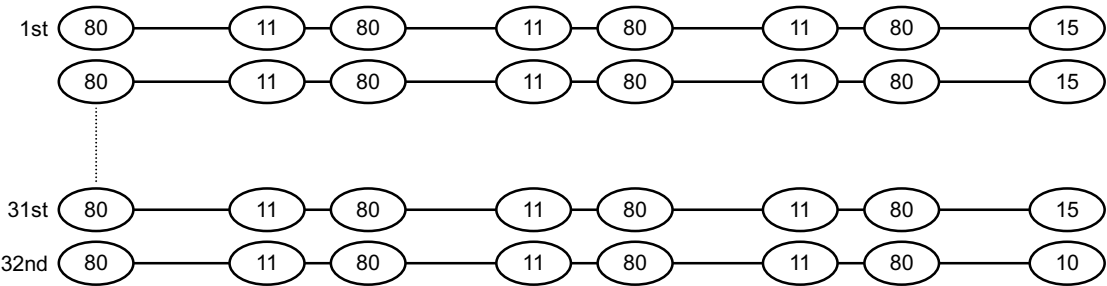 1st 80 11 80 11 80 11 80 15
80 11 80 11 80 11 80 15
31st 80 11 80 11 80 11 80 15
32nd 80 11 80 11 80 11 80 10